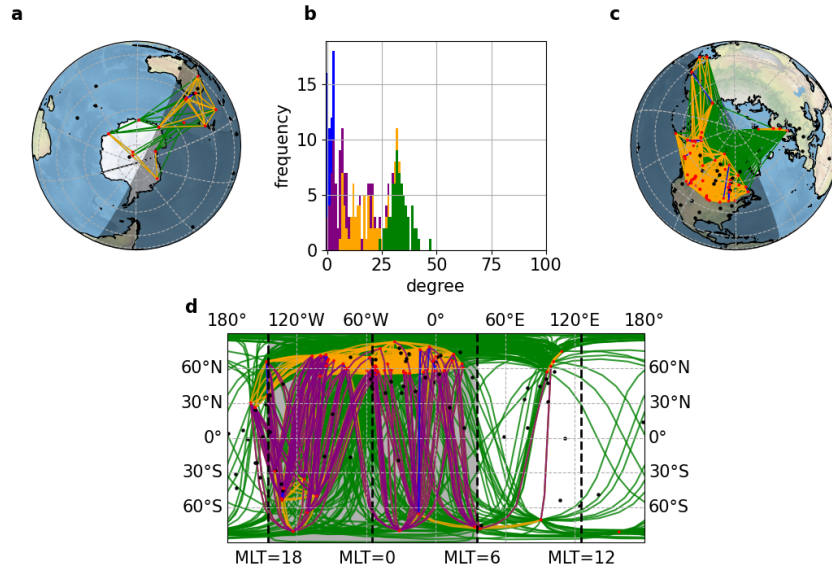 a
b
c
frequency
15
10
5
0
0
25
50
75
100
degree
d
180° 120°W 60°W 0° 60°E 120°E 180°
60°N 60°N
30°N 30°N
0° 0°
30°S 30°S
60°S 60°S
MLT=18 MLT=0 MLT=6 MLT=12